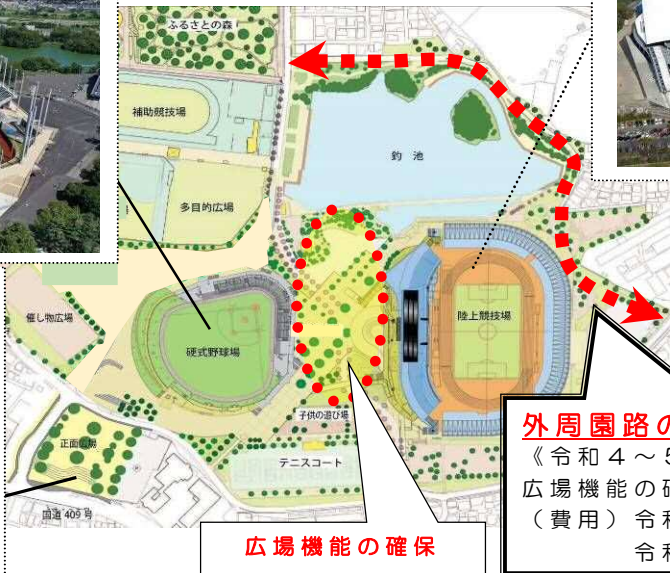 ふるさとの森
補助競技場
釣 池
多目的広場
催し物広場
硬式野球場
陸上競技場
正面広場
子供の遊び場
テニスコート
国道 409 号
広場機能の確保
外周園路の
《令和４～５
広場機能の確
（費用）令和
令和